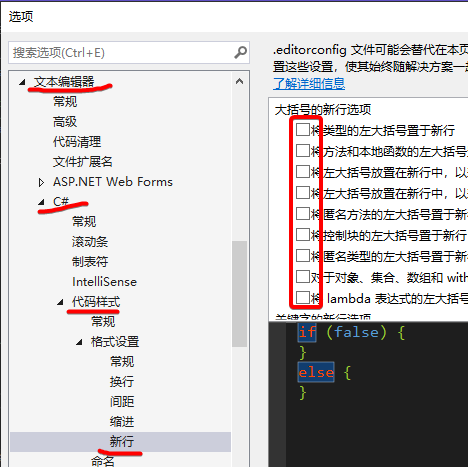 选项
搜索选项(Ctrl+E)
文本编辑器
常规
高级
代码清理
文件扩展名
ASP.NET Web Forms
C#
常规
滚动条
制表符
IntelliSense
代码样式
常规
格式设置
常规
换行
间距
缩进
新行
命名
.editorconfig 文件可能会替代在本页
置这些设置，使其始终随解决方案一起
了解详细信息
大括号的新行选项
将类型的左大括号置于新行
将方法和本地函数的左大括号
将左大括号放置在新行中，以
将左大括号放置在新行中，以
将匿名方法的左大括号置于新
将控制块的左大括号置于新行
将匿名类型的左大括号置于新
对于对象、集合、数组和 with
将 lambda 表达式的左大括号
关键字的新行选项
if (false) {
}
else {
}